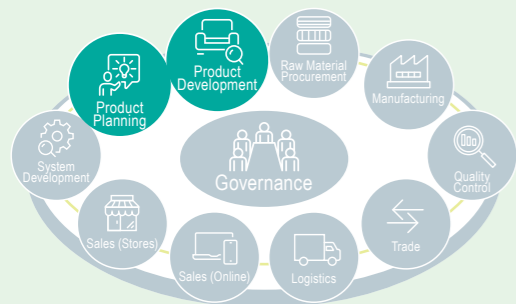 Product
Planning
Product
Development
Raw Material
Procurement
Manufacturing
Quality
Control
Trade
Logistics
Sales (Online)
Sales (Stores)
System
Development
Governance